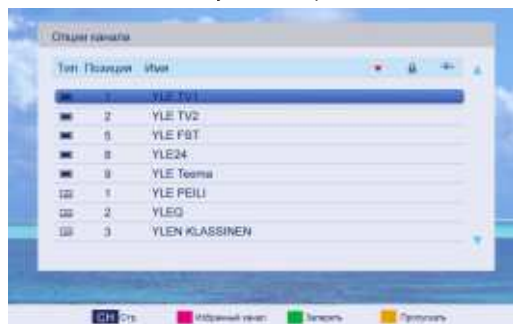 Опции канала
Тип Позиция Имя
1 YLE TV1
2 YLE TV2
5 YLE FST
8 YLE24
9 YLE Teema
1 YLE PEILI
2 YLEQ
3 YLEN KLASSINEN
CH Стр. Избранный канал Запереть Пропускать